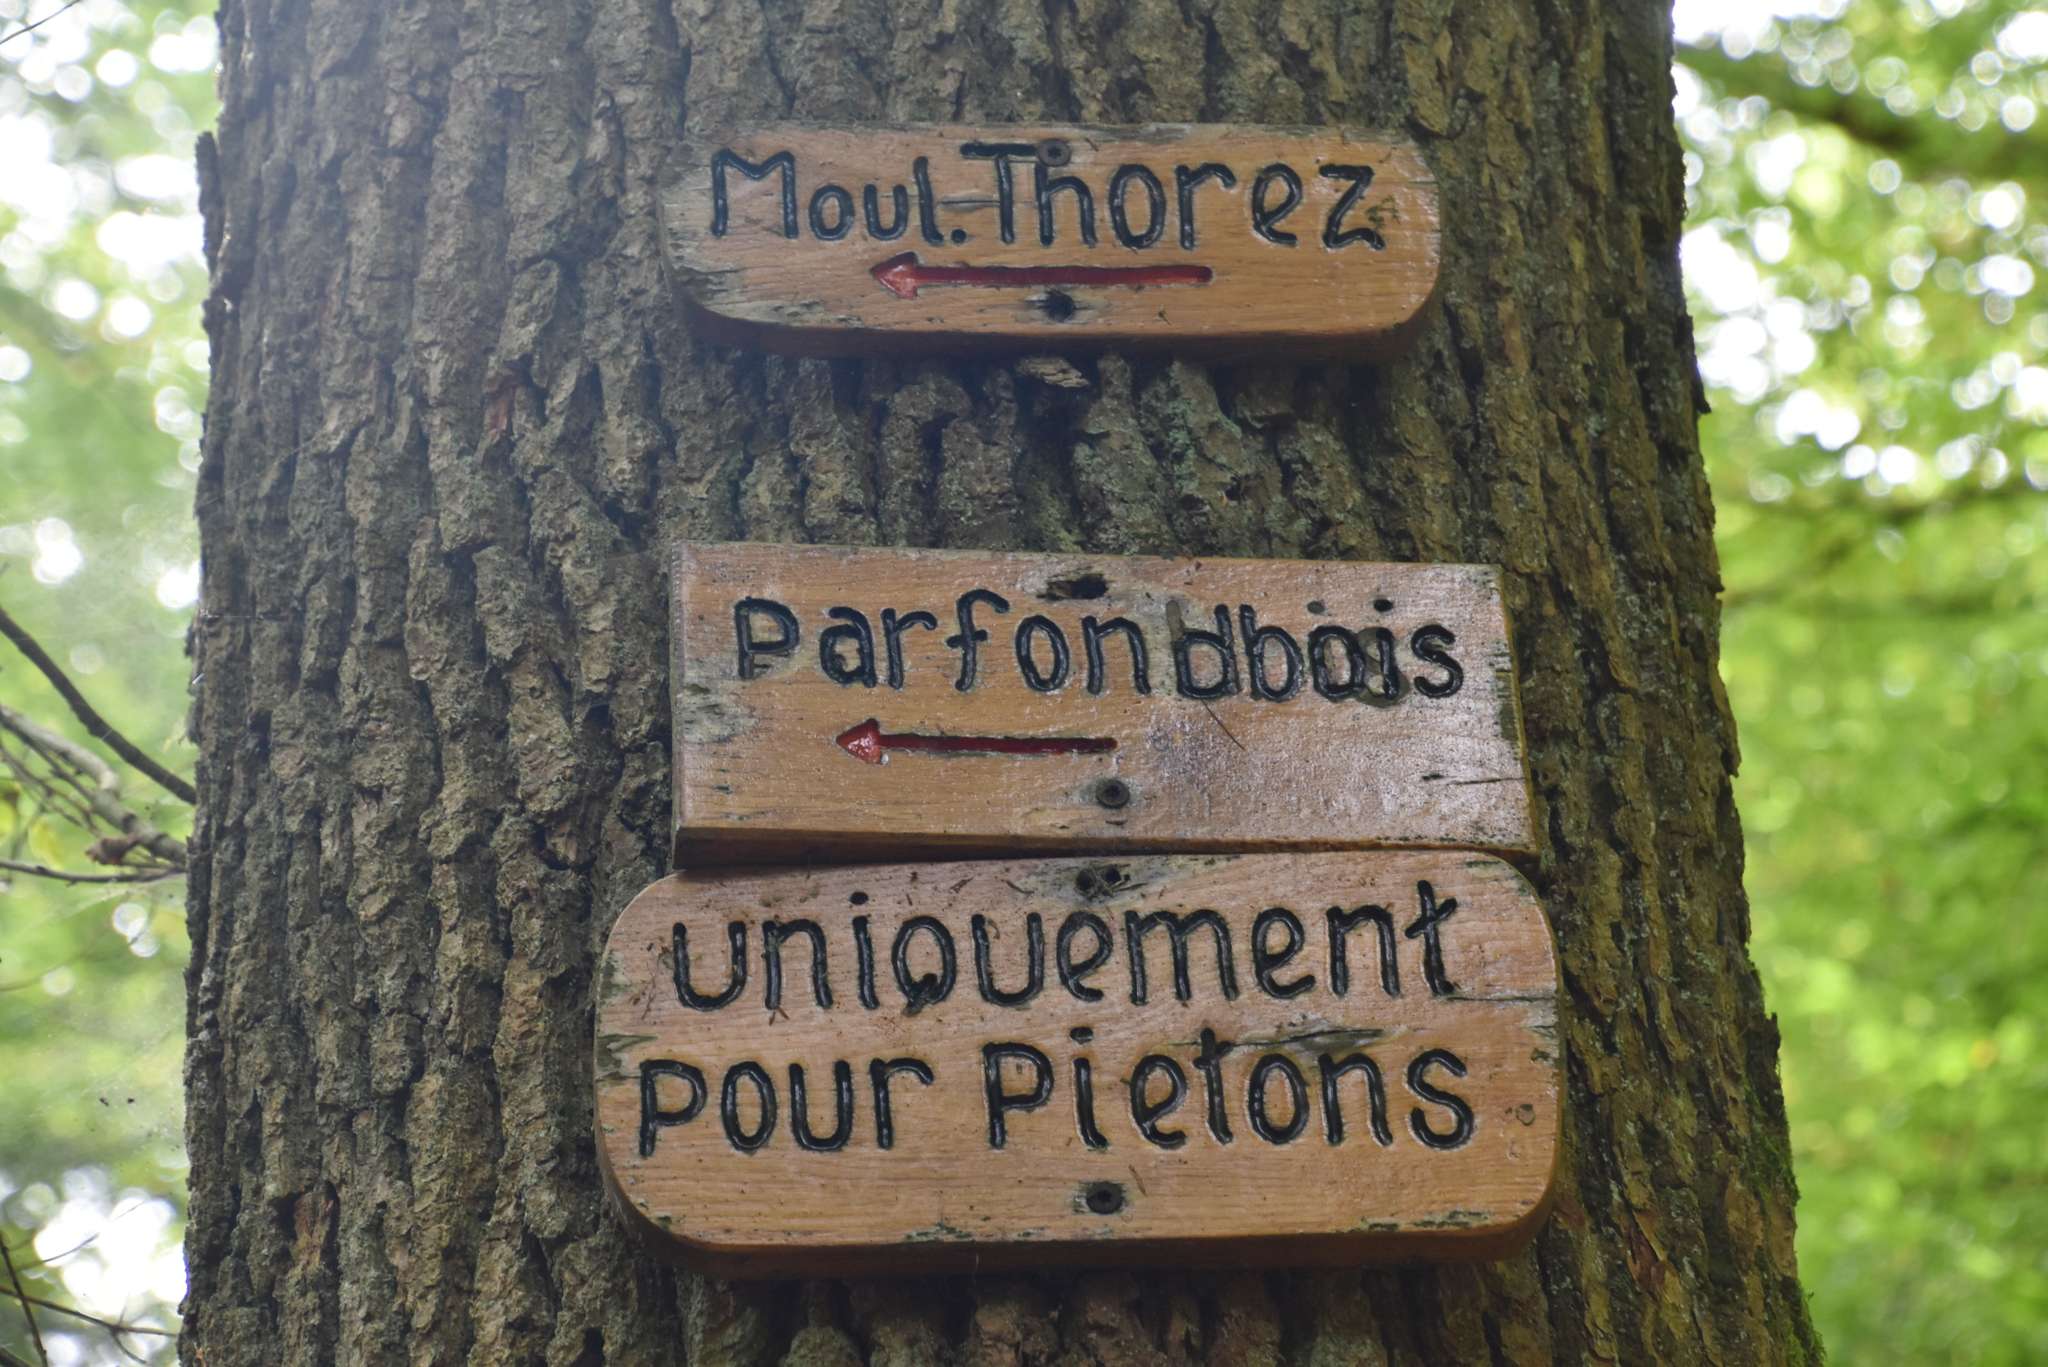 Moul. Thorez
Parfondbois
uniquement
pour Pietons